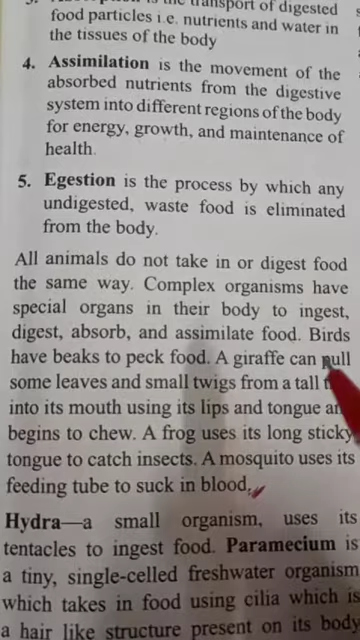 is the transport of digested
food particles i.e. nutrients and water in
the tissues of the body
4. Assimilation is the movement of the
absorbed nutrients from the digestive
system into different regions of the body
for energy, growth, and maintenance of
health.
5. Egestion is the process by which any
undigested, waste food is eliminated
from the body.
All animals do not take in or digest food
the same way. Complex organisms have
special organs in their body to ingest,
digest, absorb, and assimilate food. Birds
have beaks to peck food. A giraffe can pull
some leaves and small twigs from a tall
into its mouth using its lips and tongue
begins to chew. A frog uses its long sticky
tongue to catch insects. A mosquito uses its
feeding tube to suck in blood.
Hydra—a small organism, uses its
tentacles to ingest food. Paramecium is
a tiny, single-celled freshwater organism
which takes in food using cilia which is
a hair like structure present on its body